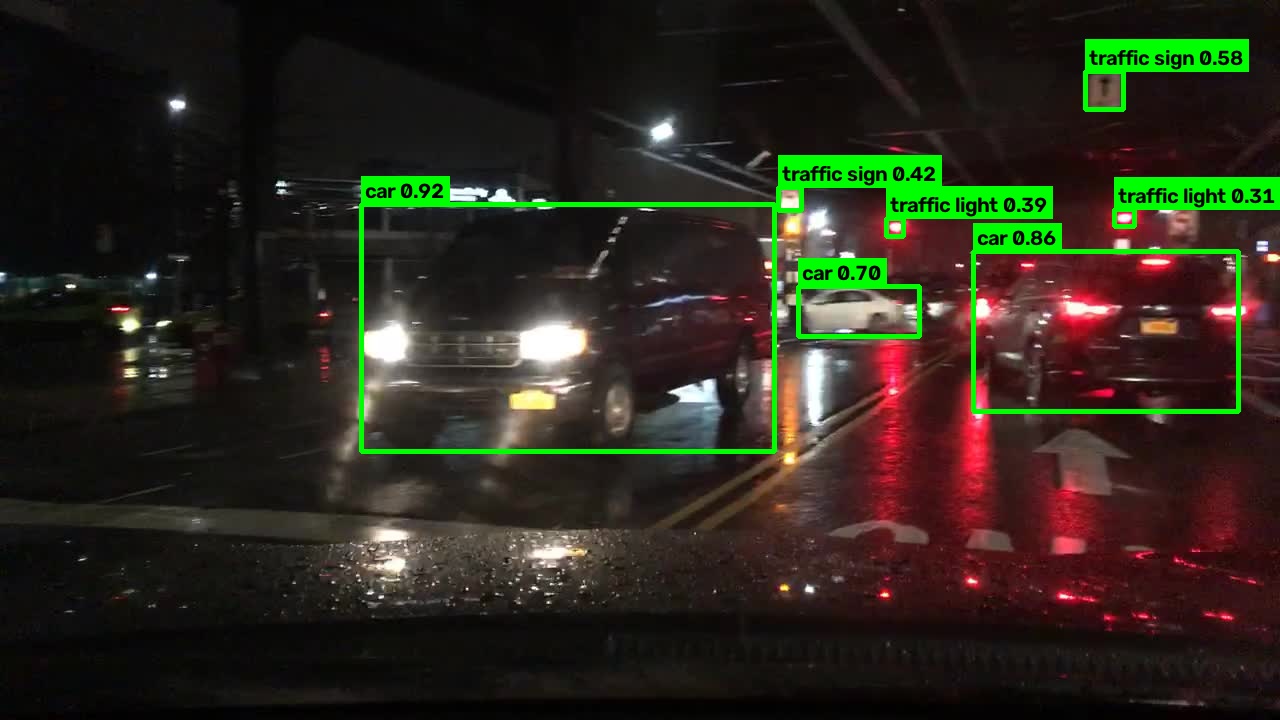 traffic sign 0.58
traffic sign 0.42
car 0.92
traffic light 0.31
traffic light 0.39
car 0.86
car 0.70